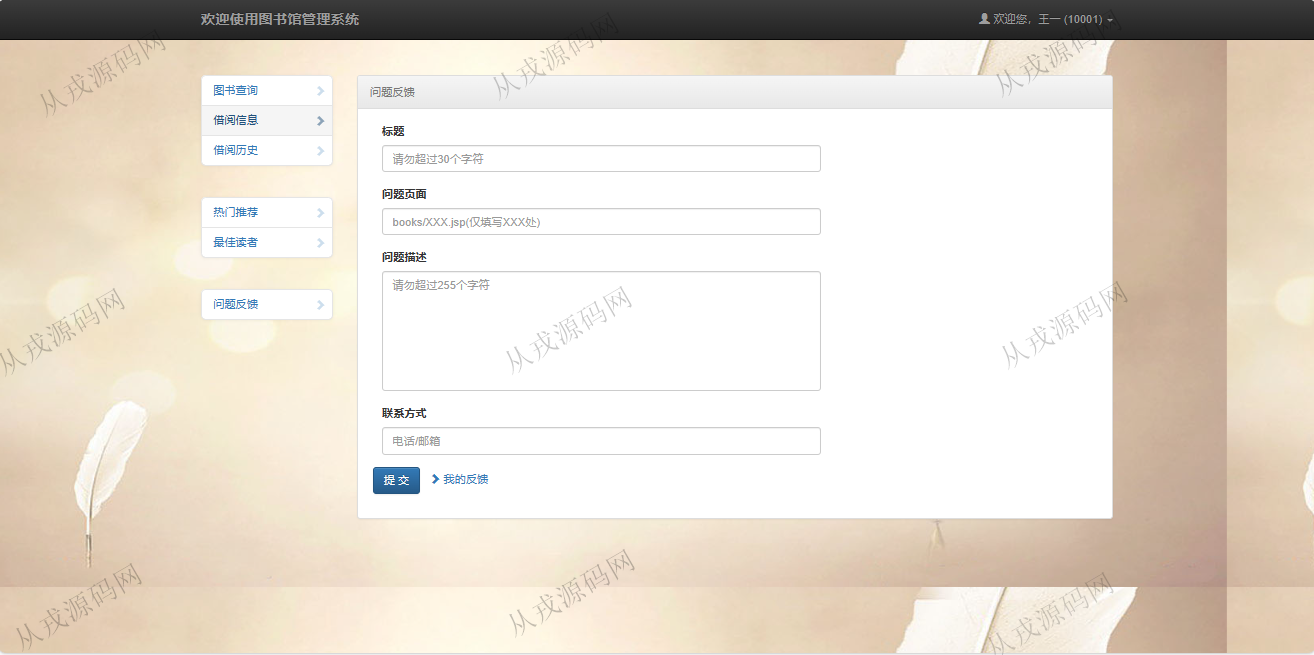 欢迎使用图书馆管理系统
欢迎您，王一 (10001)
图书查询
借阅信息
借阅历史
热门推荐
最佳读者
问题反馈
问题反馈
标题
请勿超过30个字符
问题页面
books/XXX.jsp(仅填写XXX处)
问题描述
请勿超过255个字符
联系方式
电话/邮箱
提 交
我的反馈
从戎源码网
从戎源码网
从戎源码网
从戎源码网
从戎源码网
从戎源码网
从戎源码网
从戎源码网
从戎源码网